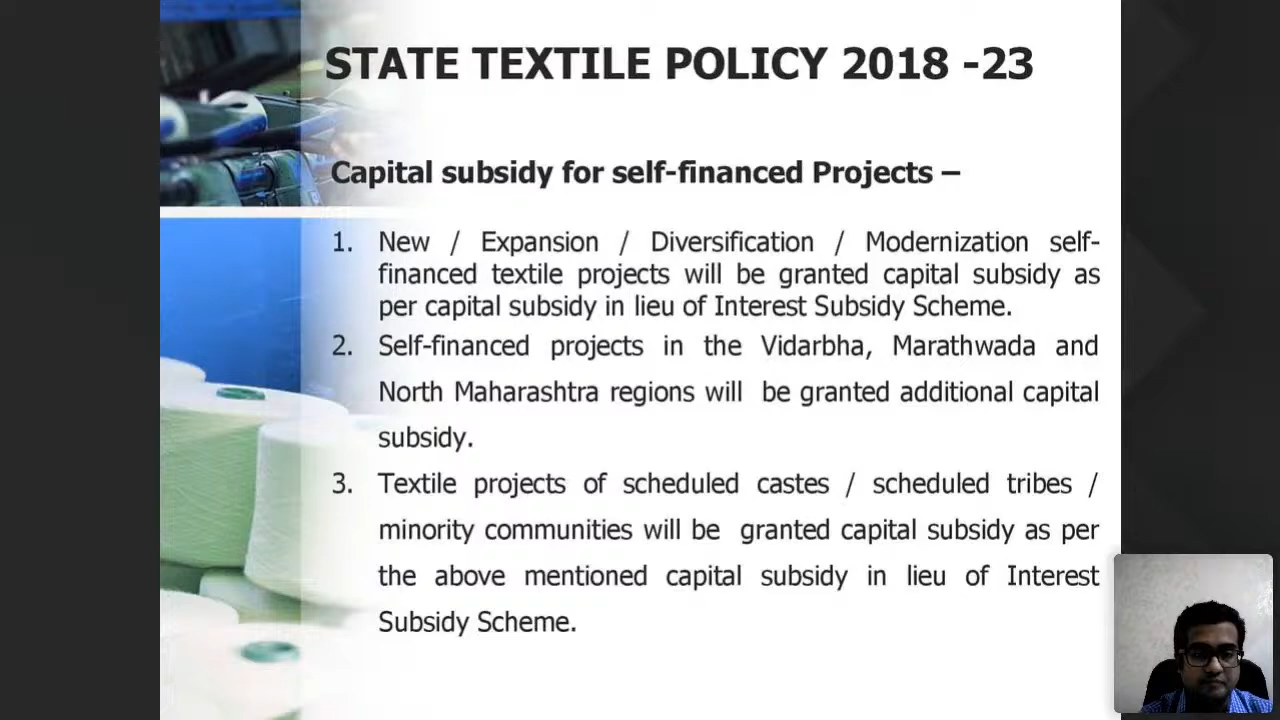 STATE TEXTILE POLICY 2018 -23
Capital subsidy for self-financed Projects –
1. New / Expansion / Diversification / Modernization self-
financed textile projects will be granted capital subsidy as
per capital subsidy in lieu of Interest Subsidy Scheme.
2. Self-financed projects in the Vidarbha, Marathwada and
North Maharashtra regions will be granted additional capital
subsidy.
3. Textile projects of scheduled castes / scheduled tribes /
minority communities will be granted capital subsidy as per
the above mentioned capital subsidy in lieu of Interest
Subsidy Scheme.